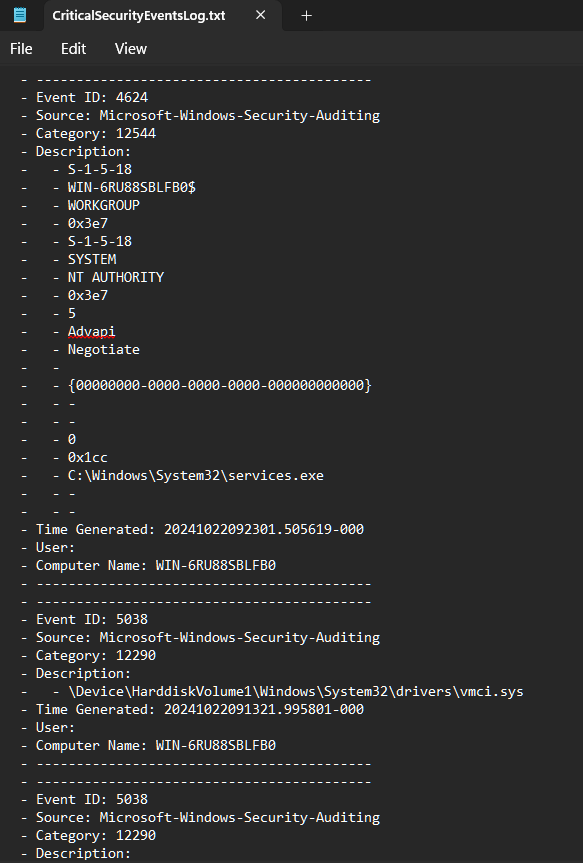 CriticalSecurityEventsLog.txt
File Edit View
- ------------------------------------------
- Event ID: 4624
- Source: Microsoft-Windows-Security-Auditing
- Category: 12544
- Description:
-   - S-1-5-18
-   - WIN-6RU88SBLFB0$
-   - WORKGROUP
-   - 0x3e7
-   - S-1-5-18
-   - SYSTEM
-   - NT AUTHORITY
-   - 0x3e7
-   - 5
-   - Advapi
-   - Negotiate
-   -
-   - {00000000-0000-0000-0000-000000000000}
-   - -
-   - -
-   - 0
-   - 0x1cc
-   - C:\Windows\System32\services.exe
-   - -
-   - -
- Time Generated: 20241022092301.505619-000
- User:
- Computer Name: WIN-6RU88SBLFB0
- ------------------------------------------
- ------------------------------------------
- Event ID: 5038
- Source: Microsoft-Windows-Security-Auditing
- Category: 12290
- Description:
-   - \Device\HarddiskVolume1\Windows\System32\drivers\vmci.sys
- Time Generated: 20241022091321.995801-000
- User:
- Computer Name: WIN-6RU88SBLFB0
- ------------------------------------------
- ------------------------------------------
- Event ID: 5038
- Source: Microsoft-Windows-Security-Auditing
- Category: 12290
- Description: